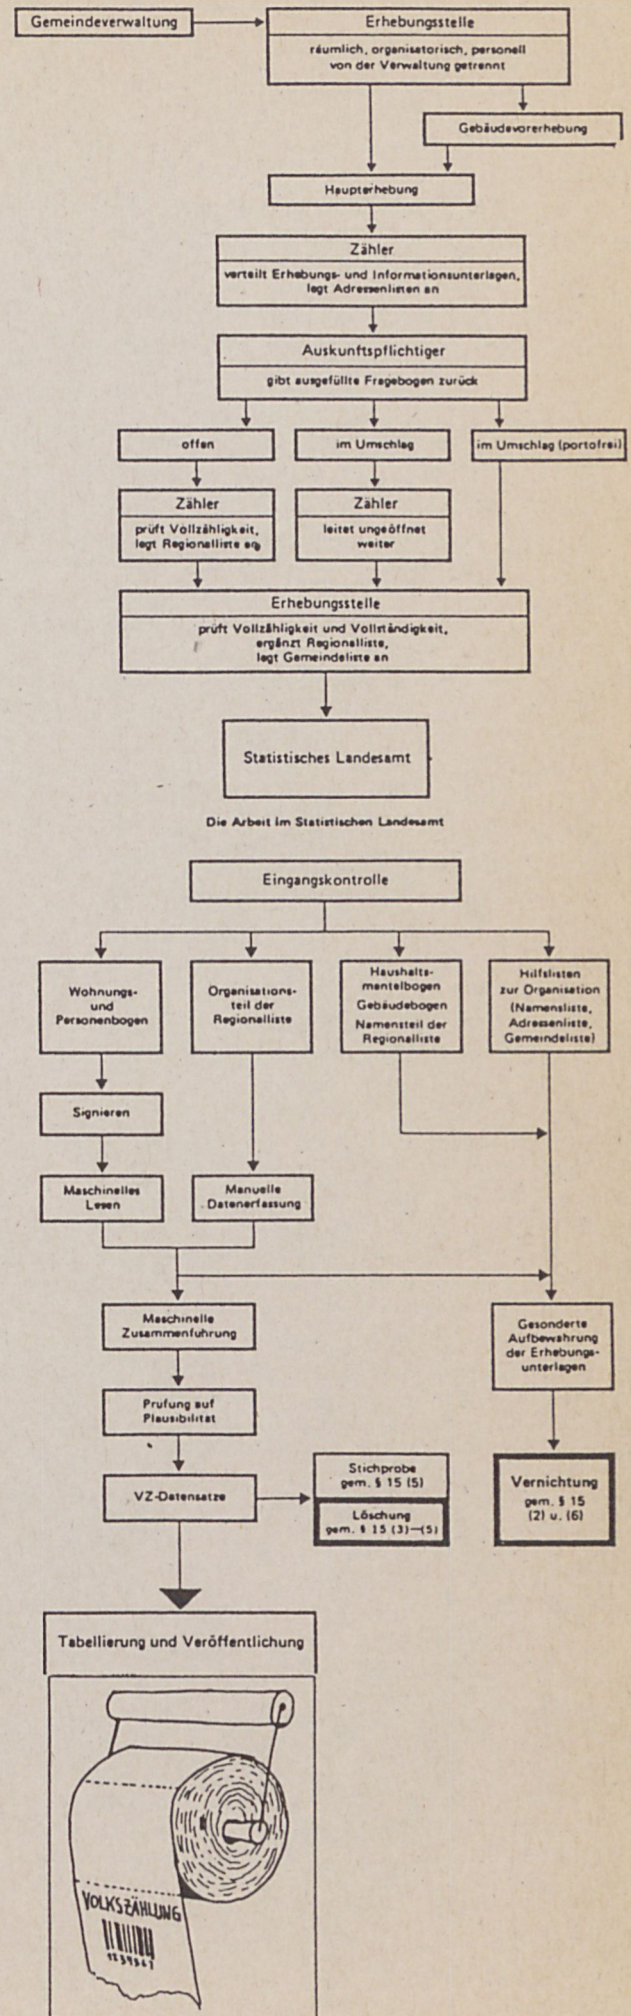 Gemeindeverwaltung
Erhebungsstelle
räumlich, organisatorisch, personell
von der Verwaltung getrennt
Gebäudevorerhebung
Haupterhebung
Zähler
verteilt Erhebungs- und Informationsunterlagen,
legt Adressenlisten an
Auskunftspflichtiger
gibt ausgefüllte Fragebogen zurück
offen
im Umschlag
im Umschlag (portofrei)
Zähler
prüft Vollzähligkeit,
legt Regionalliste an
Zähler
leitet ungeöffnet
weiter
Erhebungsstelle
prüft Vollzähligkeit und Vollständigkeit,
ergänzt Regionalliste,
legt Gemeindeliste an
Statistisches Landesamt
Die Arbeit im Statistischen Landesamt
Eingangskontrolle
Wohnungs-
und
Personenbogen
Organisations-
teil der
Regionalliste
Haushalts-
mantelbogen
Gebäudebogen
Namensteil der
Regionalliste
Hilfslisten
zur Organisation
(Namensliste,
Adressenliste,
Gemeindeliste)
Signieren
Maschinelles
Lesen
Manuelle
Datenerfassung
Maschinelle
Zusammenfuhrung
Gesonderte
Aufbewahrung
der Erhebungs-
unterlagen
Prufung auf
Plausibilitat
VZ-Datensatze
Stichprobe
gem. § 15 (5)
Löschung
gem. § 15 (3)—(5)
Vernichtung
gem. § 15
(2) u. (6)
Tabellierung und Veröffentlichung
VOLKSZÄHLUNG